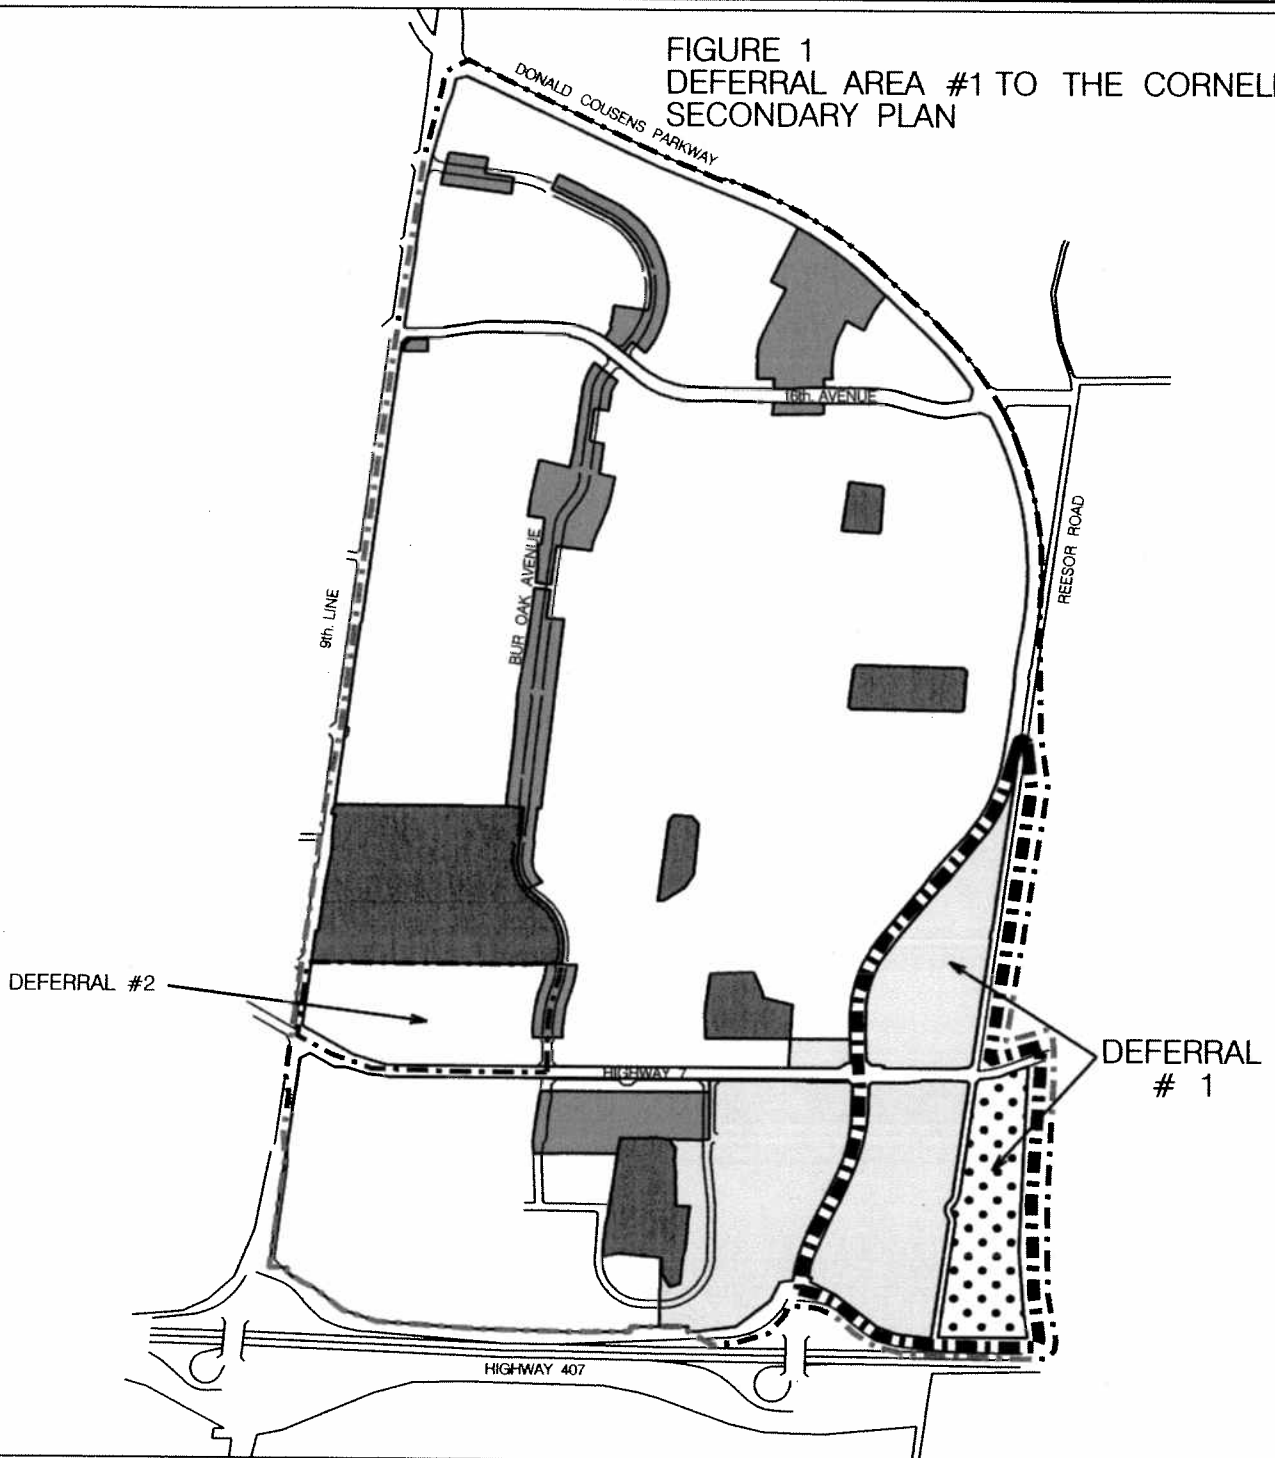 FIGURE 1
DEFERRAL AREA #1 TO THE CORNELL
SECONDARY PLAN
DONALD COUSENS PARKWAY
16th. AVENUE
REESOR ROAD
BUR OAK AVENUE
9th. LINE
DEFERRAL #2
DEFERRAL
# 1
HIGHWAY 7
HIGHWAY 407